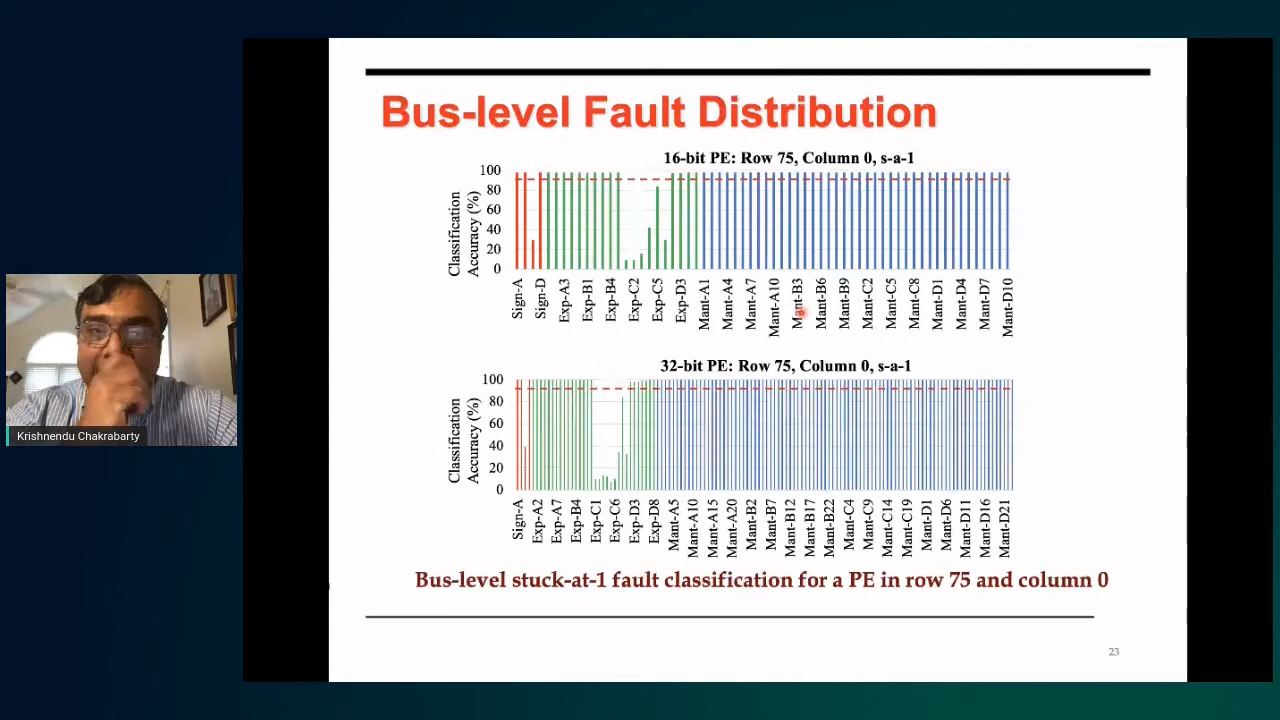 Bus-level Fault Distribution
16-bit PE: Row 75, Column 0, s-a-1
Classification
Accuracy (%)
100
80
60
40
20
0
Sign-A
Sign-D
Exp-A3
Exp-B1
Exp-B4
Exp-C2
Exp-C5
Exp-D3
Mant-A1
Mant-A4
Mant-A7
Mant-A10
Mant-B3
Mant-B6
Mant-B9
Mant-C2
Mant-C5
Mant-C8
Mant-D1
Mant-D4
Mant-D7
Mant-D10
32-bit PE: Row 75, Column 0, s-a-1
Classification
Accuracy (%)
100
80
60
40
20
0
Sign-A
Exp-A2
Exp-A7
Exp-B4
Exp-C1
Exp-C6
Exp-D3
Exp-D8
Mant-A5
Mant-A10
Mant-A15
Mant-A20
Mant-B2
Mant-B7
Mant-B12
Mant-B17
Mant-B22
Mant-C4
Mant-C9
Mant-C14
Mant-C19
Mant-D1
Mant-D6
Mant-D11
Mant-D16
Mant-D21
Bus-level stuck-at-1 fault classification for a PE in row 75 and column 0
23
Krishnendu Chakrabarty